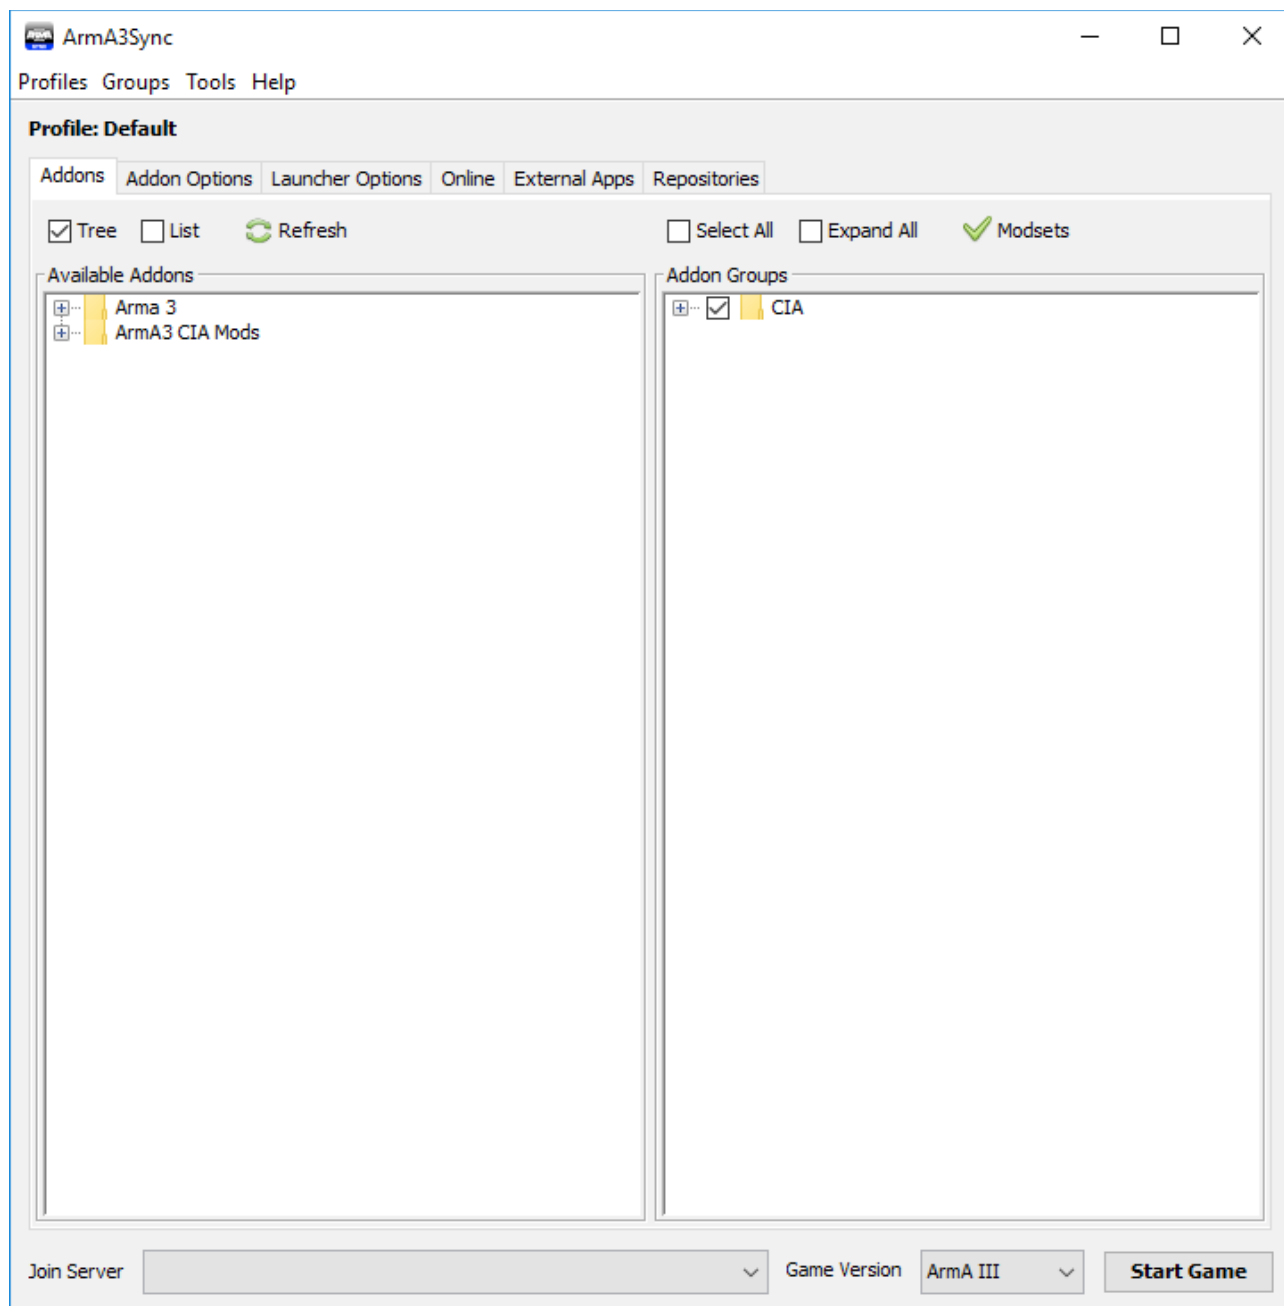 ArmA3Sync
Profiles Groups Tools Help
Profile: Default
Addons Addon Options Launcher Options Online External Apps Repositories
Tree List Refresh Select All Expand All Modsets
Available Addons Addon Groups
Arma 3 CIA
ArmA3 CIA Mods
Join Server Game Version ArmA III Start Game